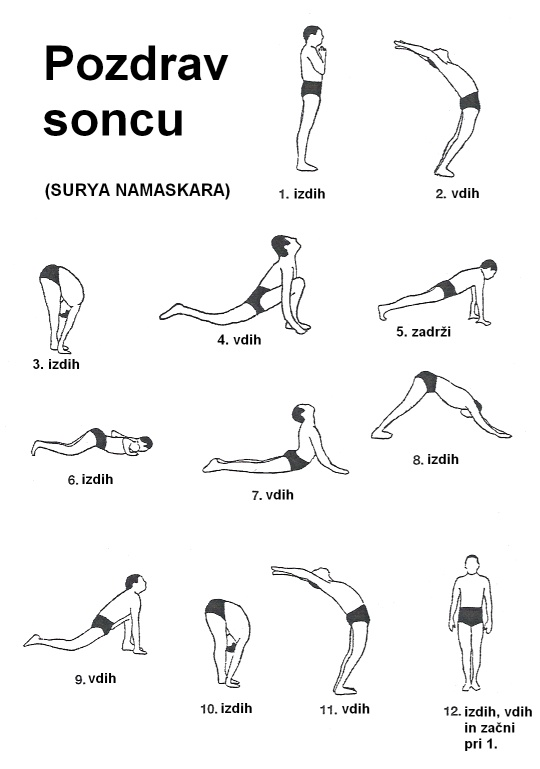 Pozdrav
soncu
(SURYA NAMASKARA)
1. izdih
2. vdih
3. izdih
4. vdih
5. zadrži
6. izdih
7. vdih
8. izdih
9. vdih
10. izdih
11. vdih
12. izdih, vdih
in začni
pri 1.